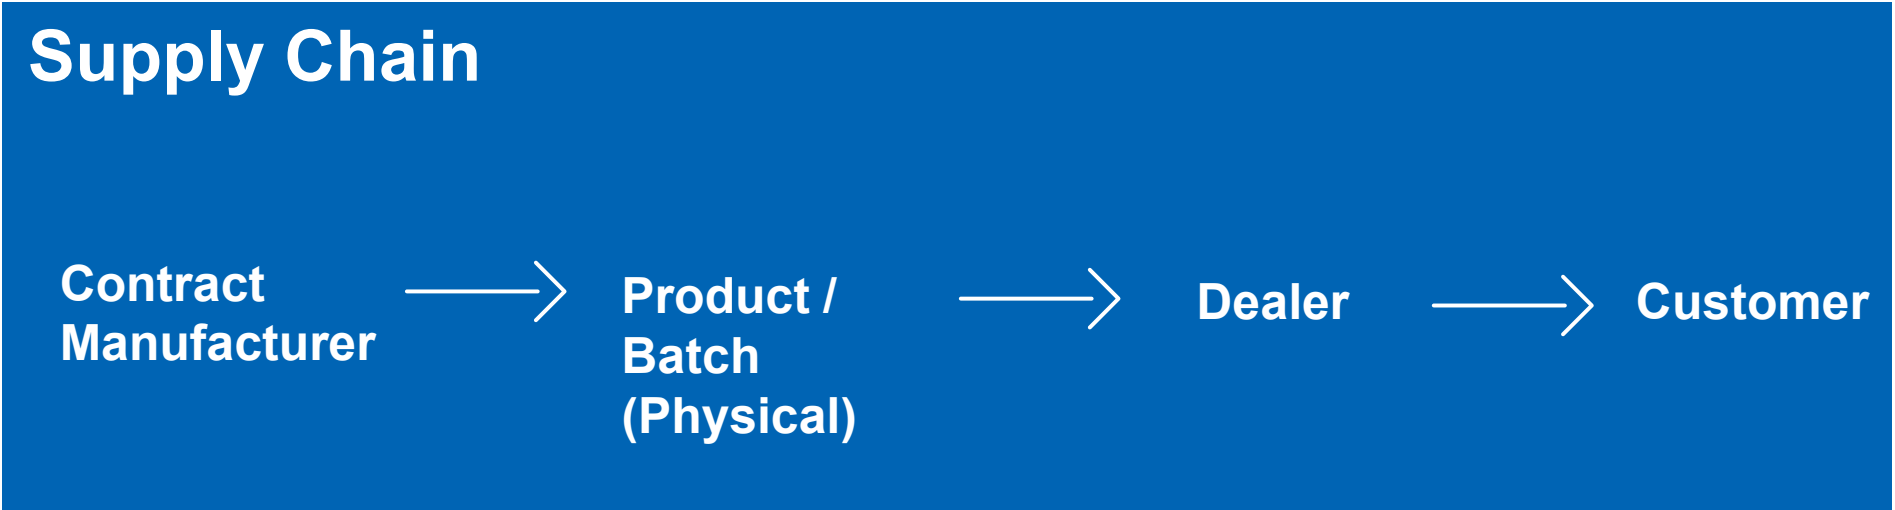 Supply Chain
Contract
Manufacturer
Product /
Batch
(Physical)
Dealer
Customer